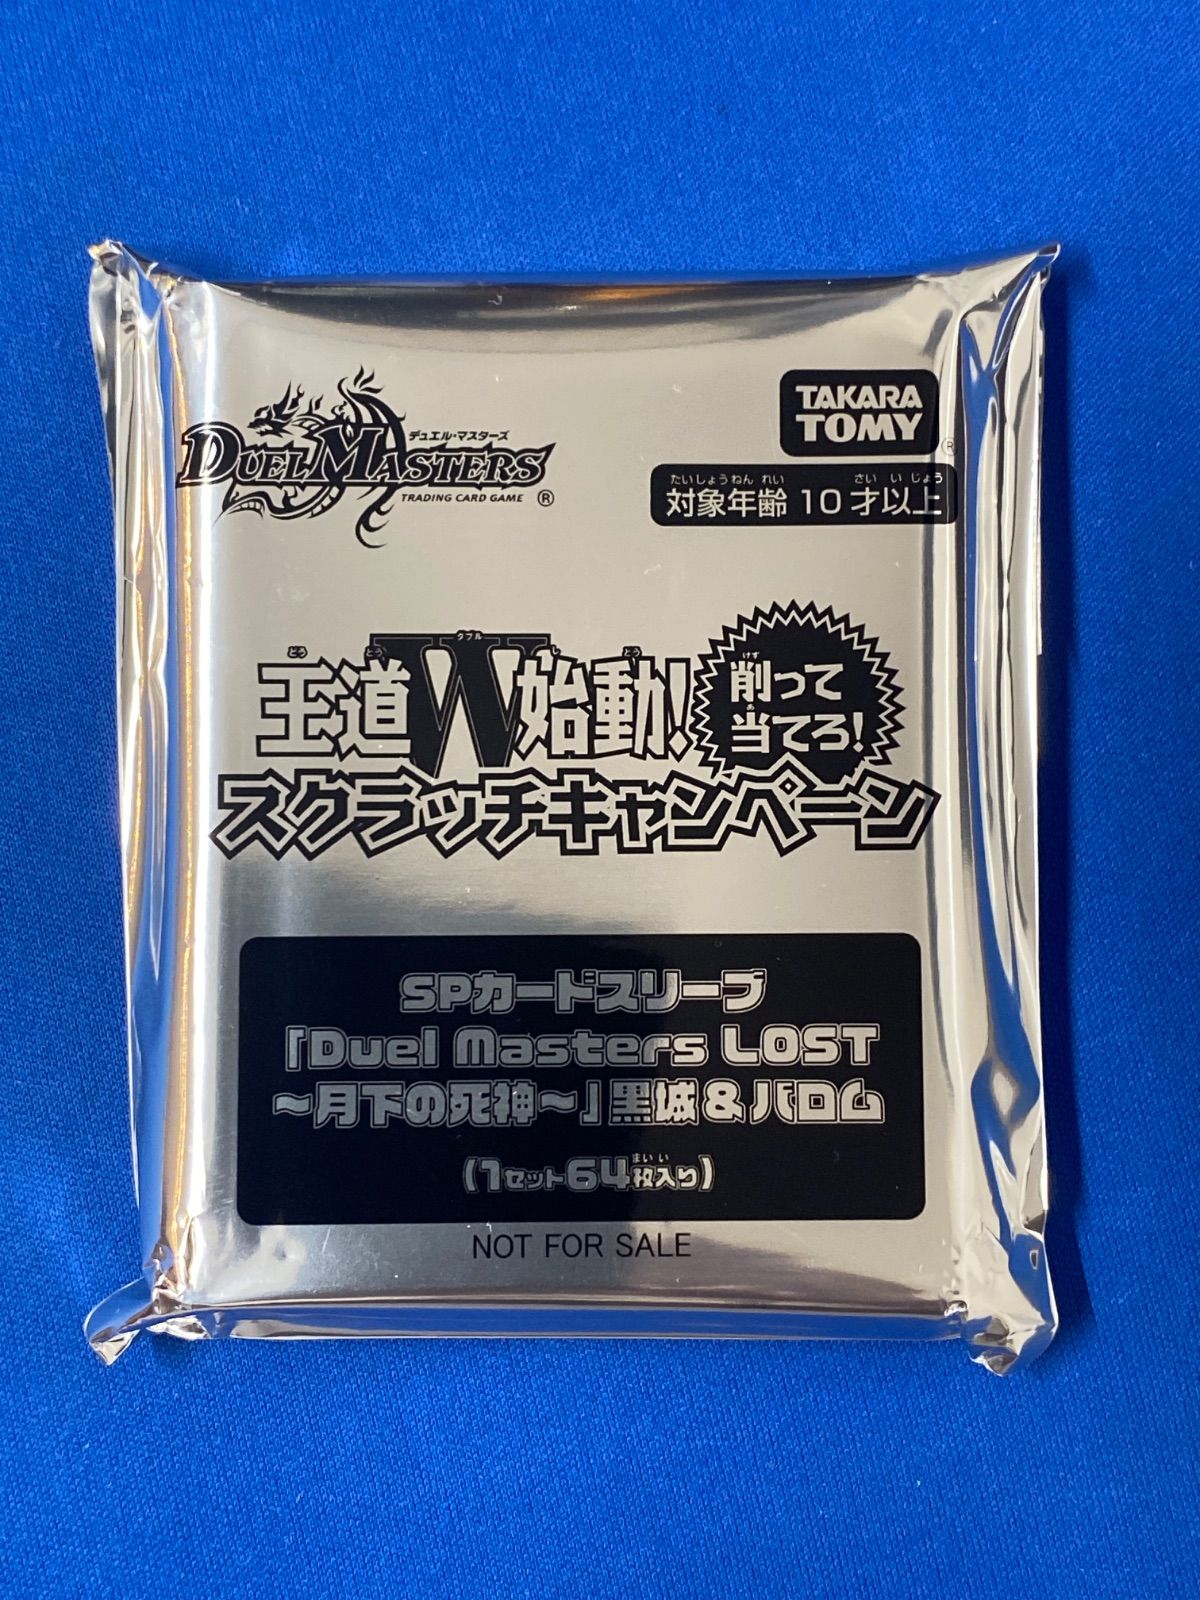 デュエル・マスターズ
DUEL MASTERS
TRADING CARD GAME ®
TAKARA
TOMY ®
たいしょうねんれい さいいじょう
対象年齢 10才以上
おうどう ダブル しどう
王道W始動!
けず
削って
あ
当てろ!
スクラッチキャンペーン
SPカードスリーブ
「Duel Masters LOST
～月下の死神～」黒城&バロム
まいい
(1セット64枚入り)
NOT FOR SALE